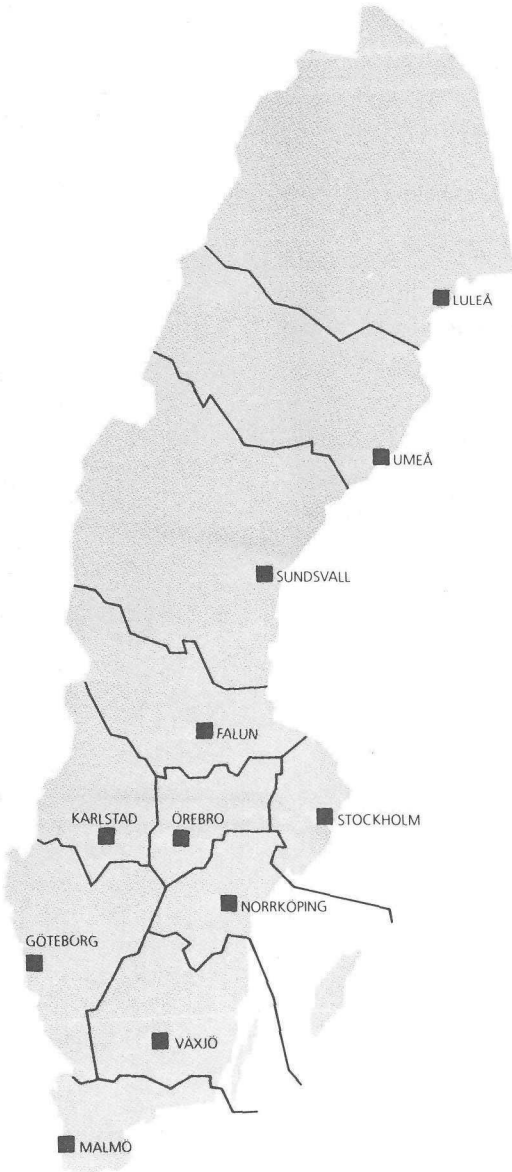 LULEÅ
UMEÅ
SUNDSVALL
FALUN
KARLSTAD
ÖREBRO
STOCKHOLM
NORRKÖPING
GÖTEBORG
VÄXJÖ
MALMÖ